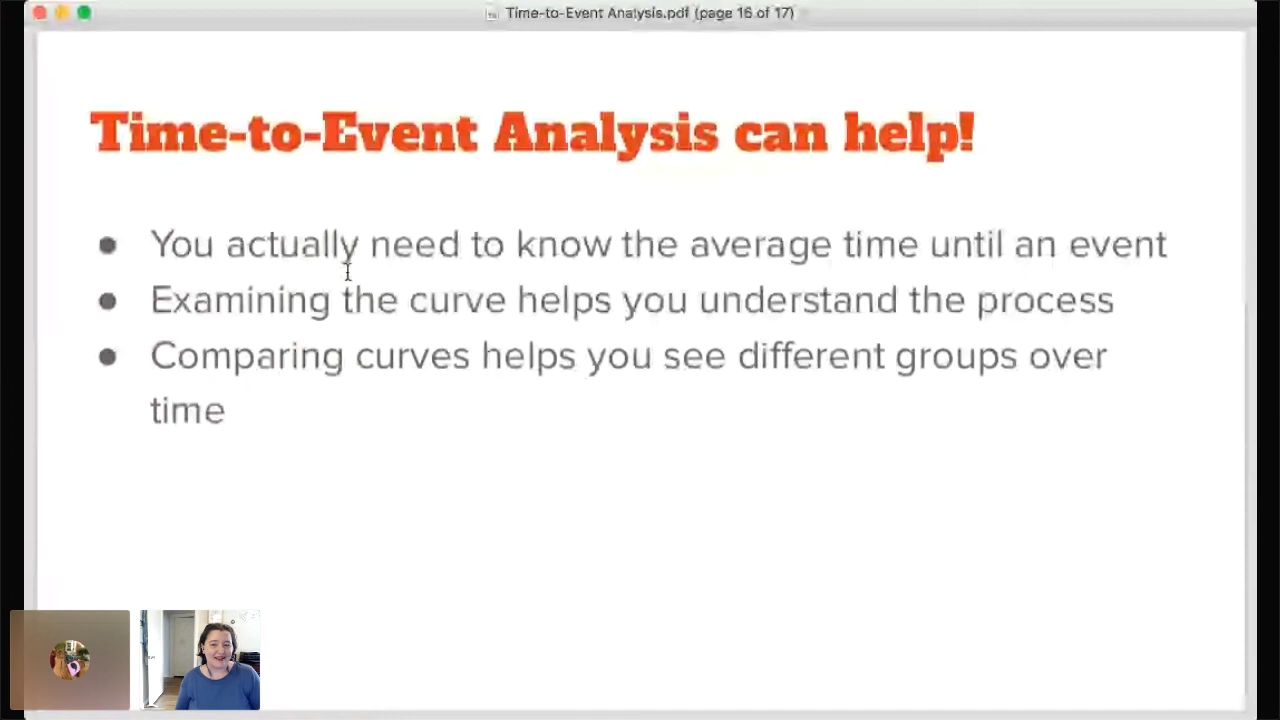 Time-to-Event Analysis.pdf (page 16 of 17)
Time-to-Event Analysis can help!
● You actually need to know the average time until an event
● Examining the curve helps you understand the process
● Comparing curves helps you see different groups over
time